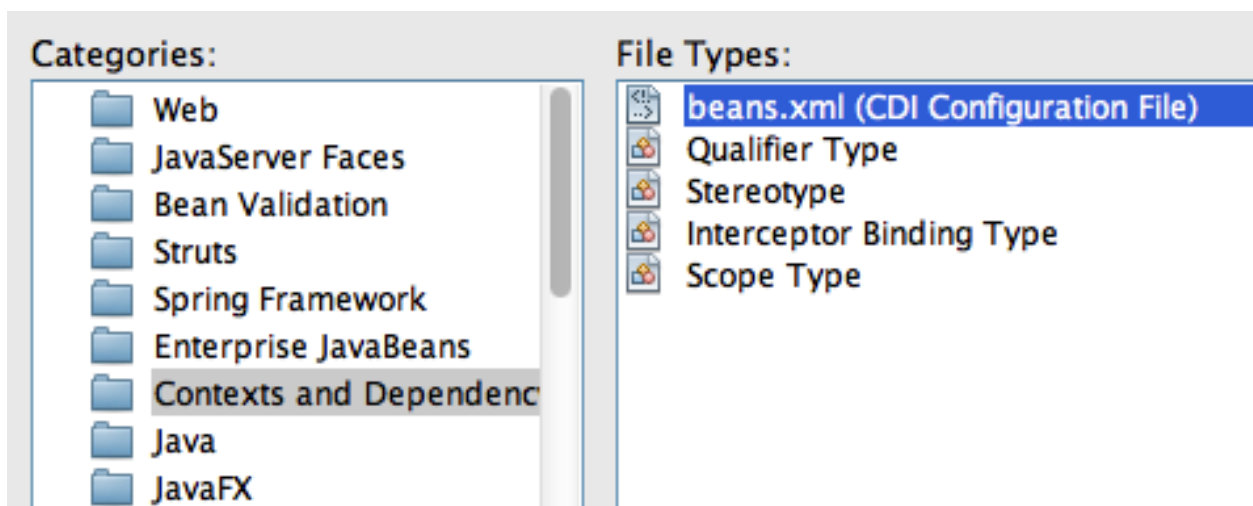 Categories:
Web
JavaServer Faces
Bean Validation
Struts
Spring Framework
Enterprise JavaBeans
Contexts and Dependenc
Java
JavaFX
File Types:
beans.xml (CDI Configuration File)
Qualifier Type
Stereotype
Interceptor Binding Type
Scope Type